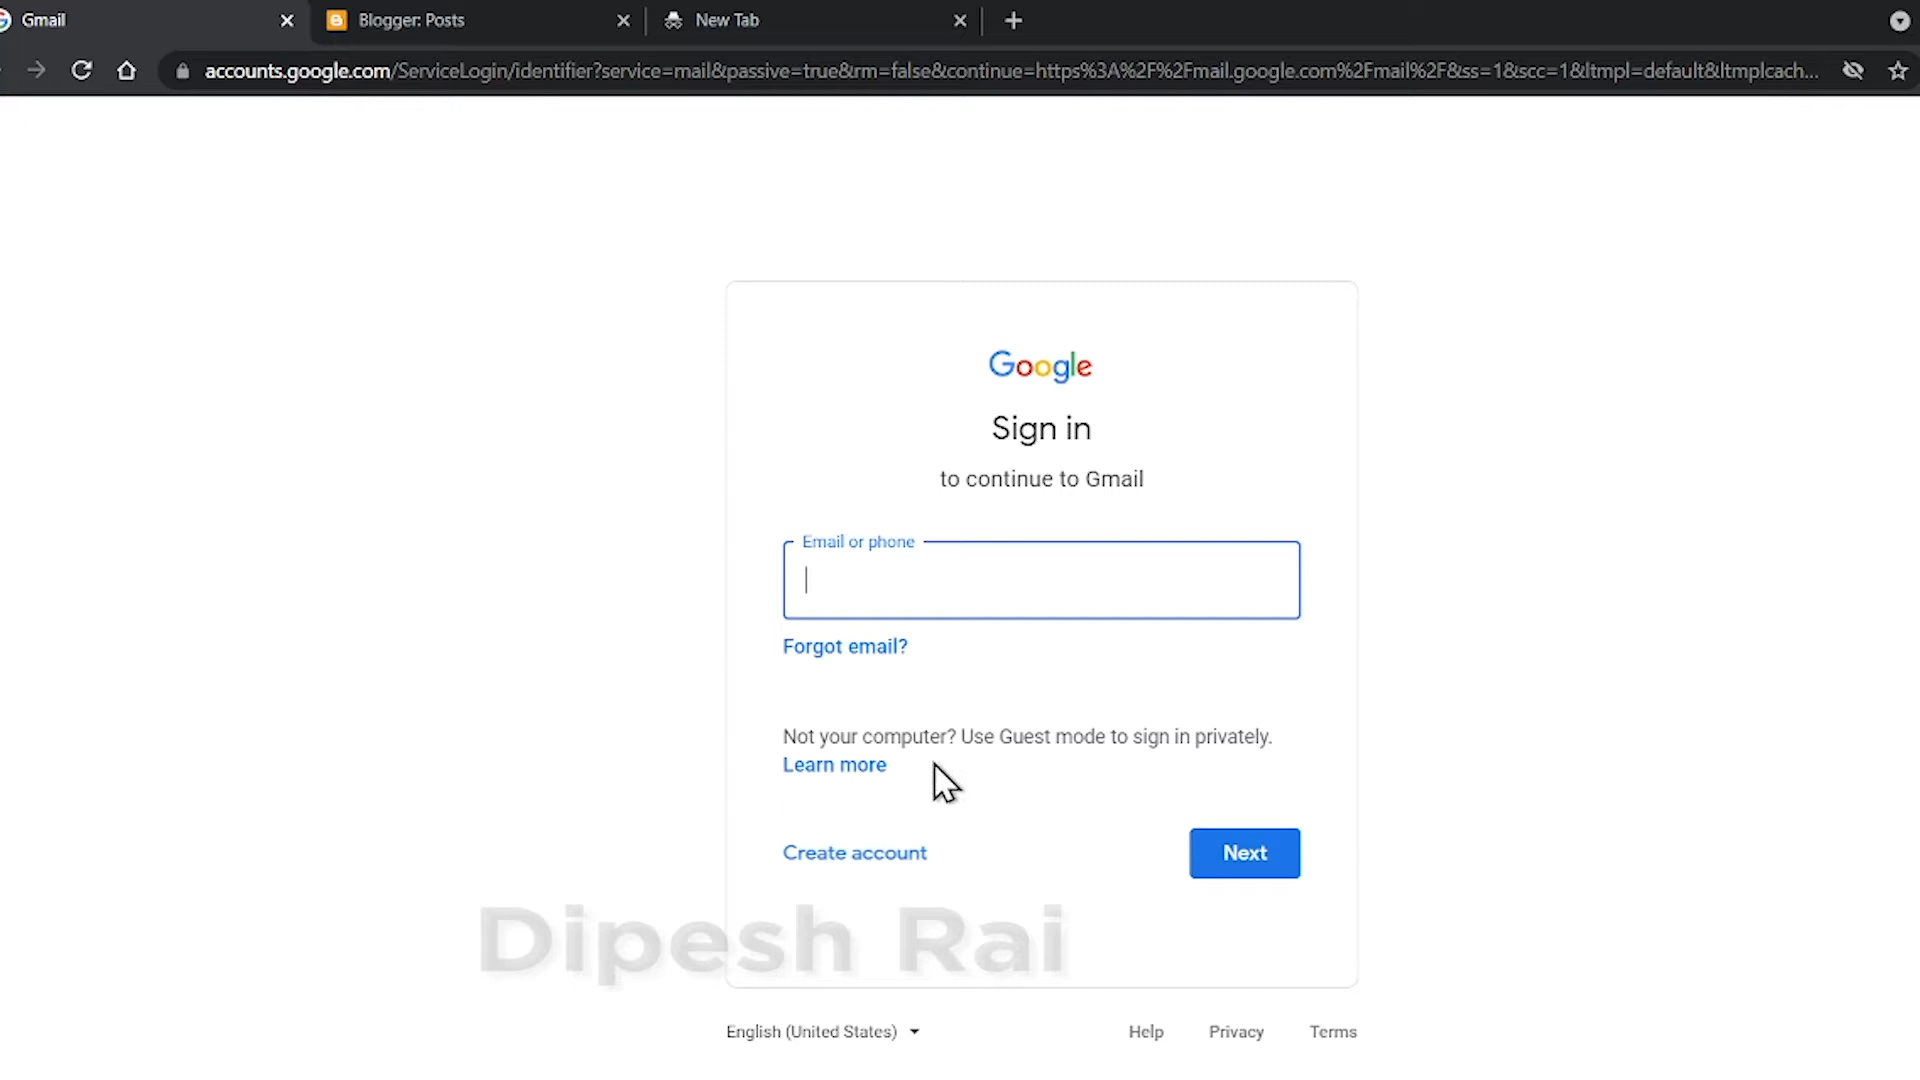 Gmail
Blogger: Posts
New Tab
accounts.google.com/ServiceLogin/identifier?service=mail&passive=true&rm=false&continue=https%3A%2F%2Fmail.google.com%2Fmail%2F&ss=1&scc=1&ltmpl=default&ltmplcach...
Google
Sign in
to continue to Gmail
Email or phone
Forgot email?
Not your computer? Use Guest mode to sign in privately.
Learn more
Create account
Next
Dipesh Rai
English (United States)
Help
Privacy
Terms